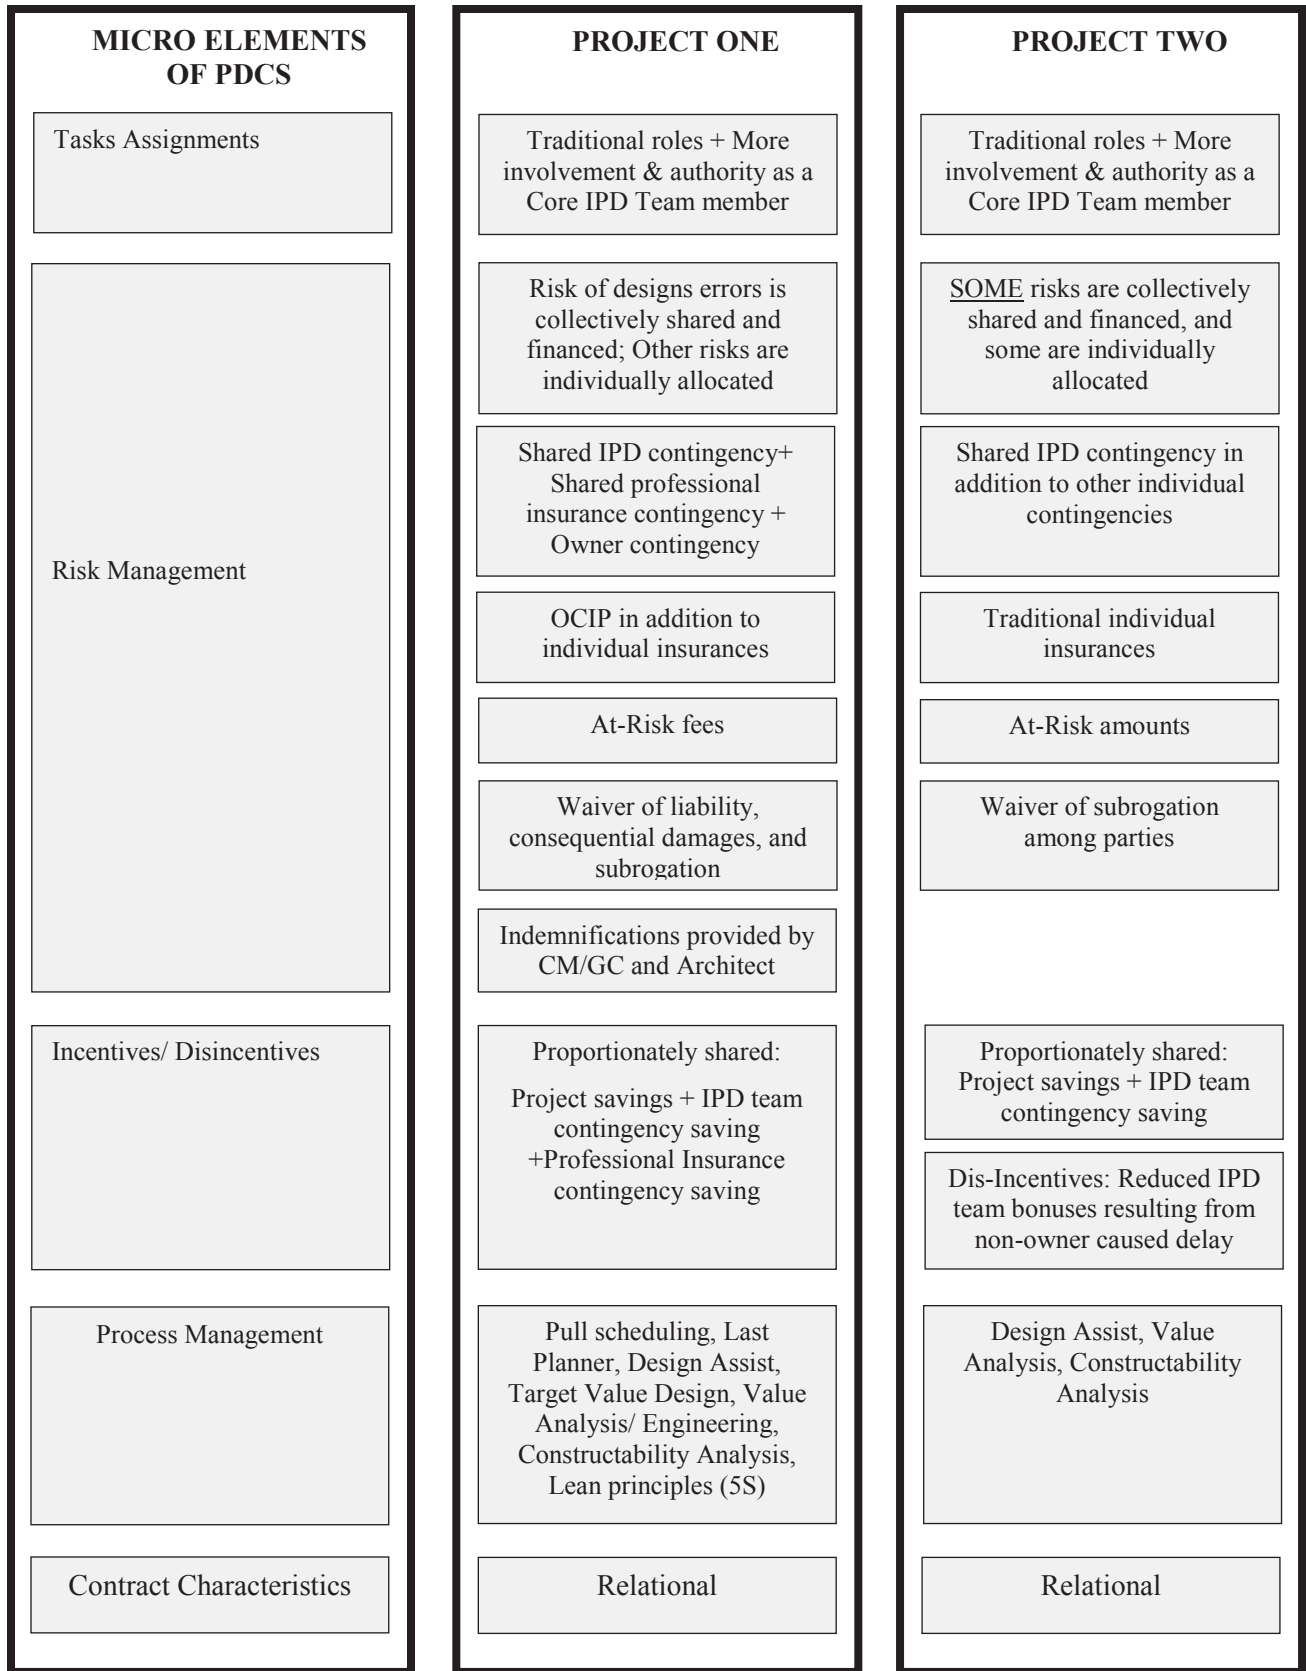 MICRO ELEMENTS
OF PDCS
Tasks Assignments
Risk Management
Incentives/ Disincentives
Process Management
Contract Characteristics
PROJECT ONE
Traditional roles + More
involvement & authority as a
Core IPD Team member
Risk of designs errors is
collectively shared and
financed; Other risks are
individually allocated
Shared IPD contingency+
Shared professional
insurance contingency +
Owner contingency
OCIP in addition to
individual insurances
At-Risk fees
Waiver of liability,
consequential damages, and
subrogation
Indemnifications provided by
CM/GC and Architect
Proportionately shared:
Project savings + IPD team
contingency saving
+Professional Insurance
contingency saving
Pull scheduling, Last
Planner, Design Assist,
Target Value Design, Value
Analysis/ Engineering,
Constructability Analysis,
Lean principles (5S)
Relational
PROJECT TWO
Traditional roles + More
involvement & authority as a
Core IPD Team member
SOME risks are collectively
shared and financed, and
some are individually
allocated
Shared IPD contingency in
addition to other individual
contingencies
Traditional individual
insurances
At-Risk amounts
Waiver of subrogation
among parties
Proportionately shared:
Project savings + IPD team
contingency saving
Dis-Incentives: Reduced IPD
team bonuses resulting from
non-owner caused delay
Design Assist, Value
Analysis, Constructability
Analysis
Relational